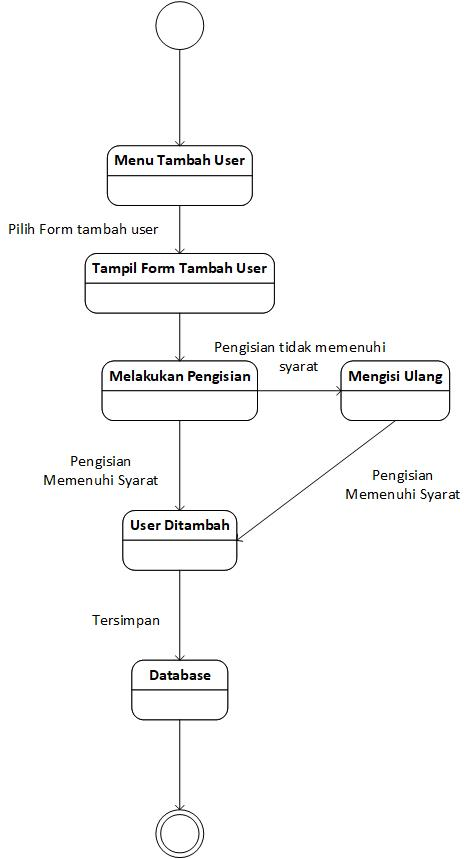 Menu Tambah User
Pilih Form tambah user
Tampil Form Tambah User
Pengisian tidak memenuhi
syarat
Melakukan Pengisian
Mengisi Ulang
Pengisian
Memenuhi Syarat
Pengisian
Memenuhi Syarat
User Ditambah
Tersimpan
Database